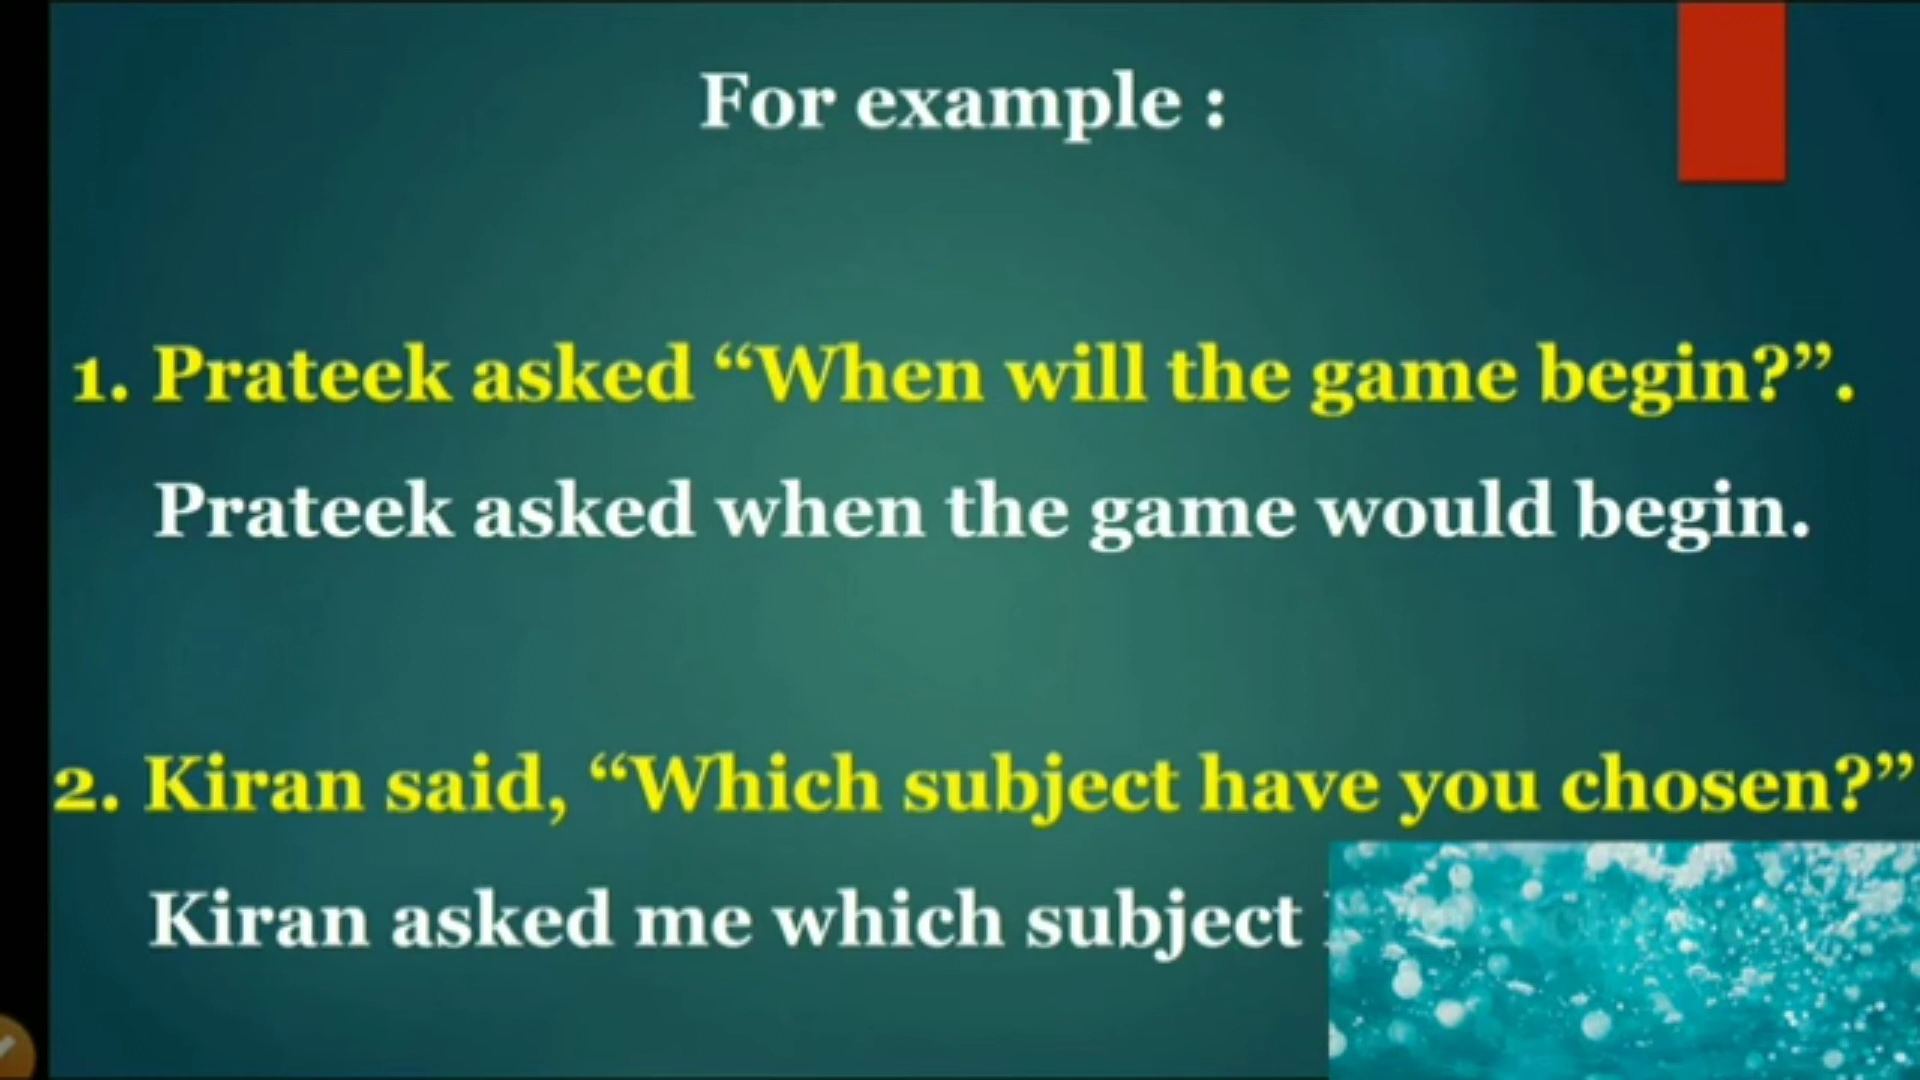 For example :
1. Prateek asked “When will the game begin?”.
Prateek asked when the game would begin.
2. Kiran said, “Which subject have you chosen?”
Kiran asked me which subject